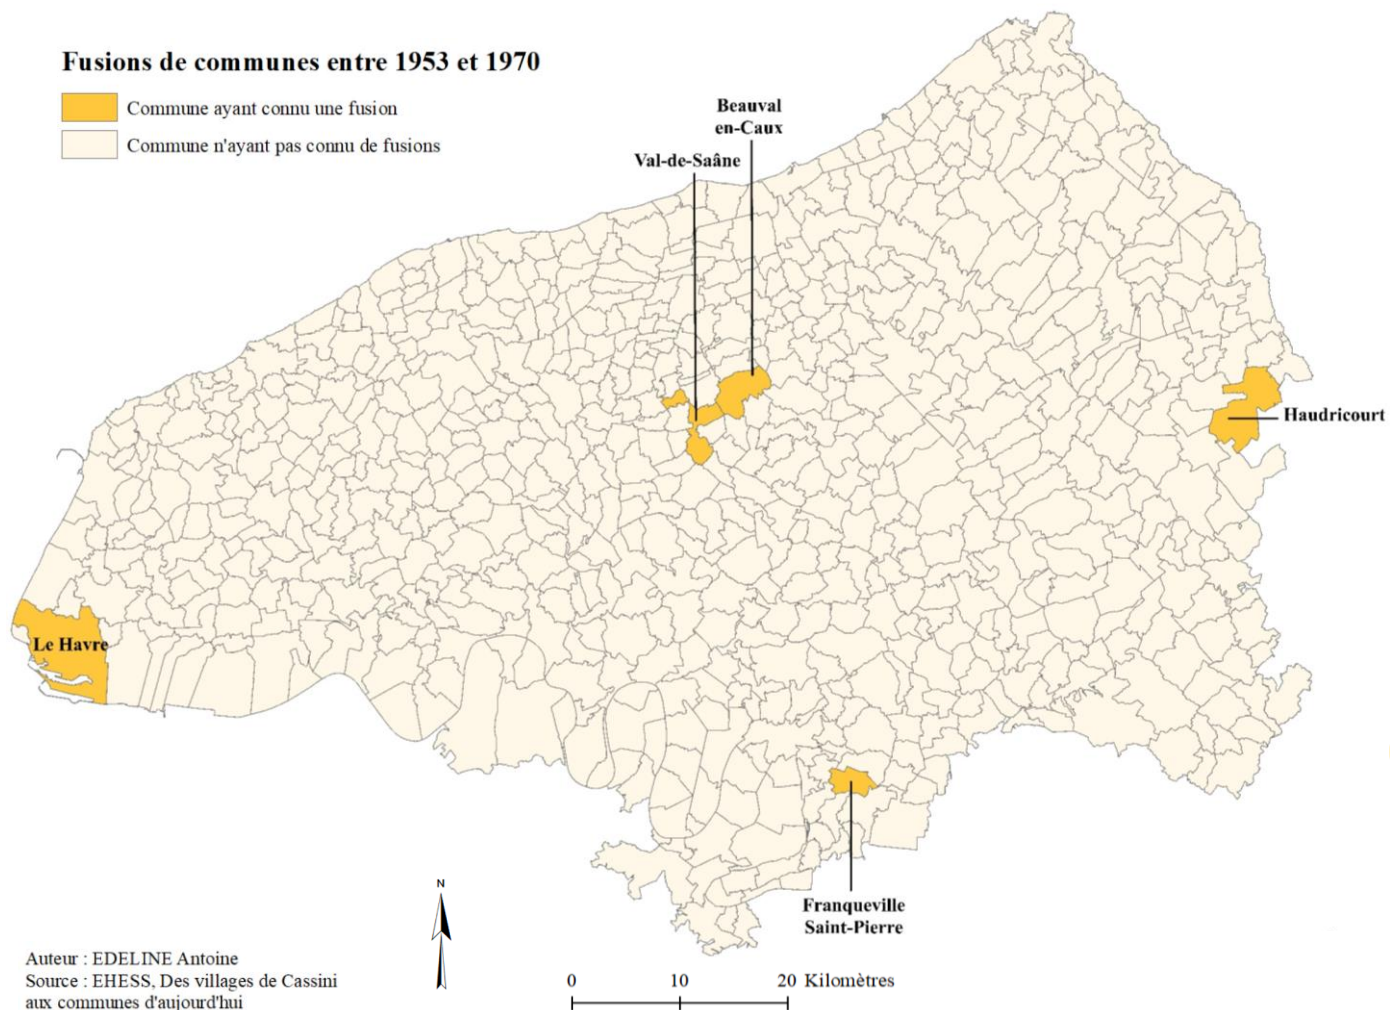 Fusions de communes entre 1953 et 1970
Commune ayant connu une fusion
Commune n'ayant pas connu de fusions
Beauval
en-Caux
Val-de-Saâne
Haudricourt
Le Havre
Franqueville
Saint-Pierre
N
Auteur : EDELINE Antoine
Source : EHESS, Des villages de Cassini
aux communes d'aujourd'hui
0 10 20 Kilomètres